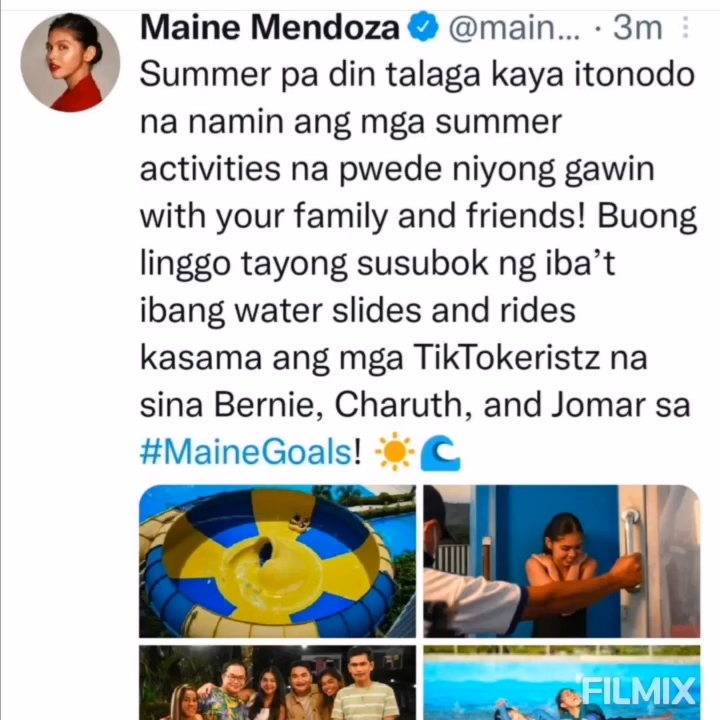 Maine Mendoza @main... · 3m
Summer pa din talaga kaya itonodo
na namin ang mga summer
activities na pwede niyong gawin
with your family and friends! Buong
linggo tayong susubok ng iba't
ibang water slides and rides
kasama ang mga TikTokeristz na
sina Bernie, Charuth, and Jomar sa
#MaineGoals! ☀️🌊
FILMIX